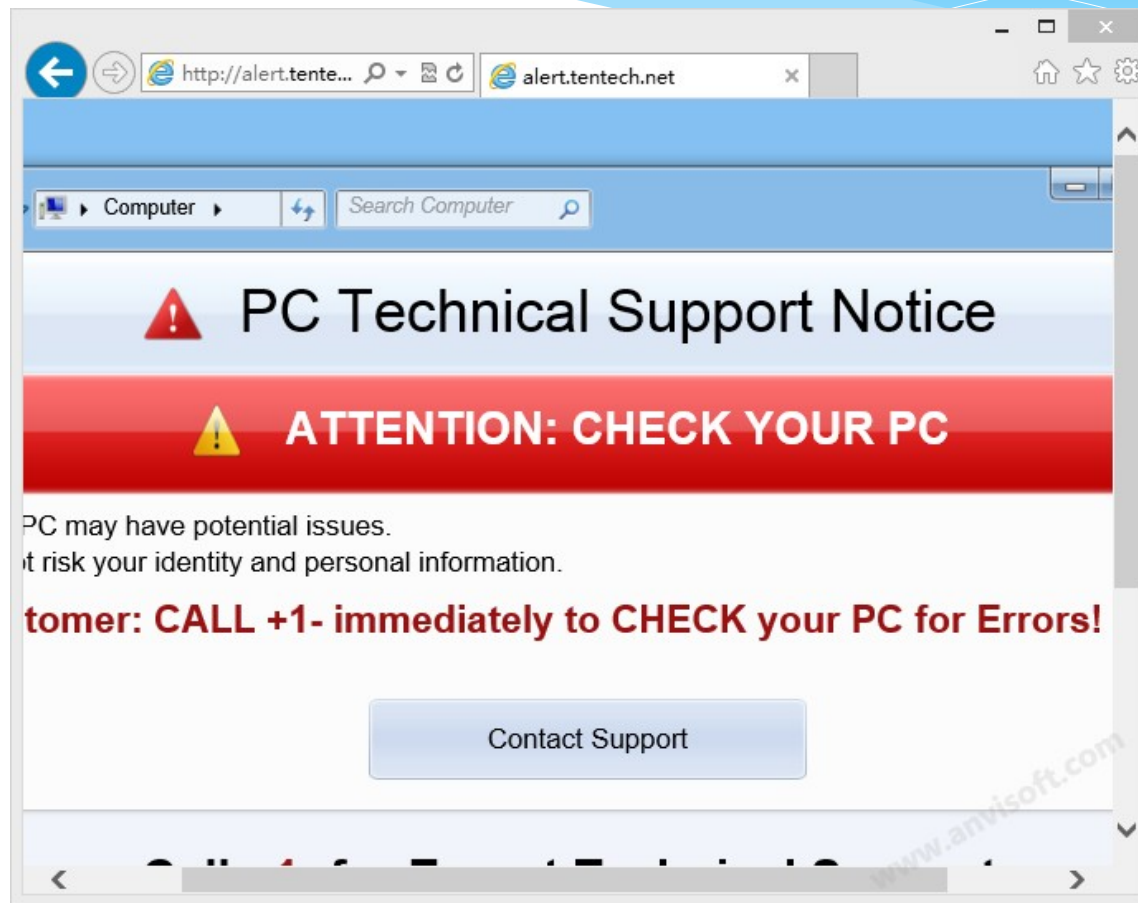 http://alert.tente...
alert.tentech.net
Computer
Search Computer
PC Technical Support Notice
ATTENTION: CHECK YOUR PC
PC may have potential issues.
risk your identity and personal information.
tomer: CALL +1- immediately to CHECK your PC for Errors!
Contact Support
www.anvisoft.com